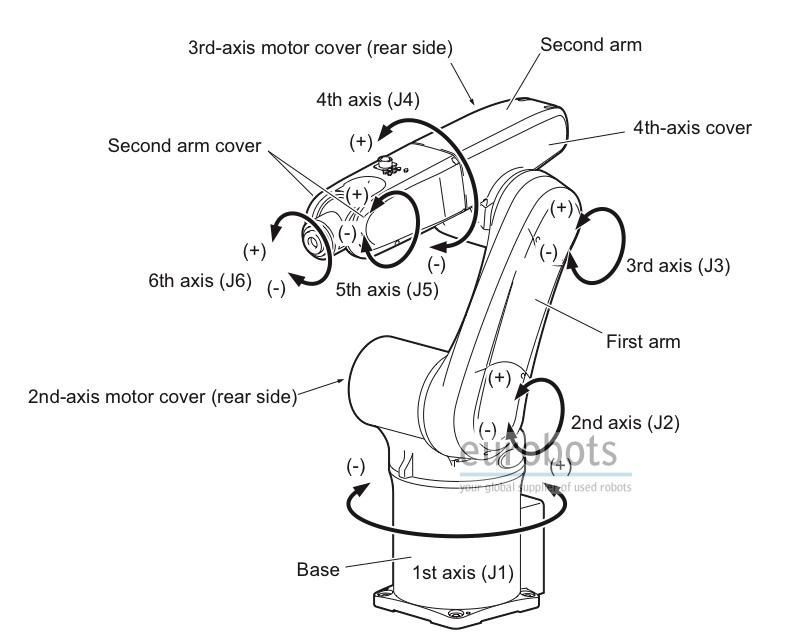 3rd-axis motor cover (rear side)
Second arm
4th axis (J4)
(+)
4th-axis cover
Second arm cover
(+)
(+)
(-)
(-)
(+)
(-)
(-)
3rd axis (J3)
6th axis (J6)
(-)
5th axis (J5)
First arm
(+)
2nd-axis motor cover (rear side)
2nd axis (J2)
(-)
eurobots
(-)
(+)
your global supplier of used robots
Base
1st axis (J1)